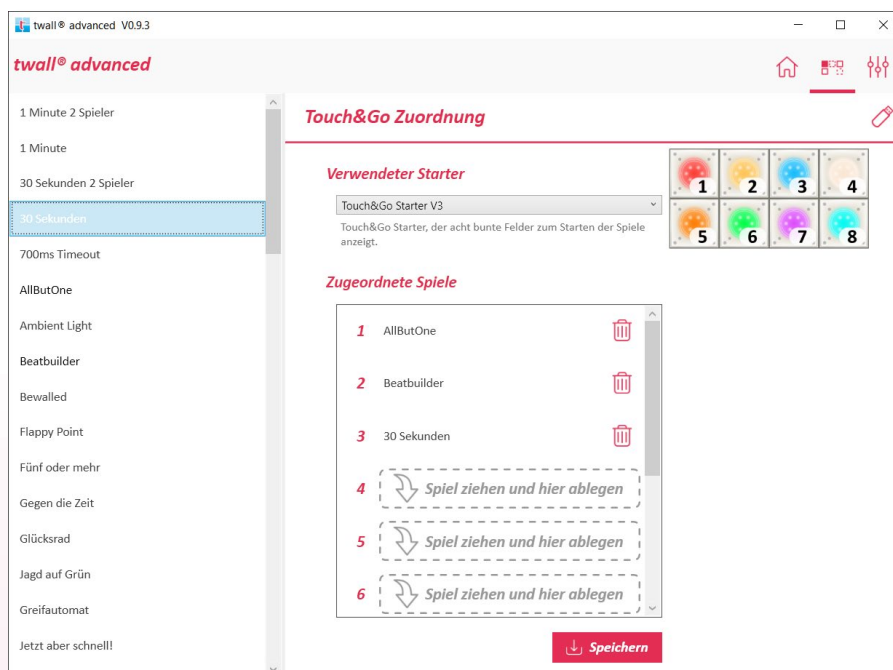 twall® advanced V0.9.3
twall® advanced
1 Minute 2 Spieler
1 Minute
30 Sekunden 2 Spieler
30 Sekunden
700ms Timeout
AllButOne
Ambient Light
Beatbuilder
Bewalled
Flappy Point
Fünf oder mehr
Gegen die Zeit
Glücksrad
Jagd auf Grün
Greifautomat
Jetzt aber schnell!
Touch&Go Zuordnung
Verwendeter Starter
Touch&Go Starter V3
Touch&Go Starter, der acht bunte Felder zum Starten der Spiele
anzeigt.
1 2 3 4
5 6 7 8
Zugeordnete Spiele
1 AllButOne
2 Beatbuilder
3 30 Sekunden
4 Spiel ziehen und hier ablegen
5 Spiel ziehen und hier ablegen
6 Spiel ziehen und hier ablegen
Speichern